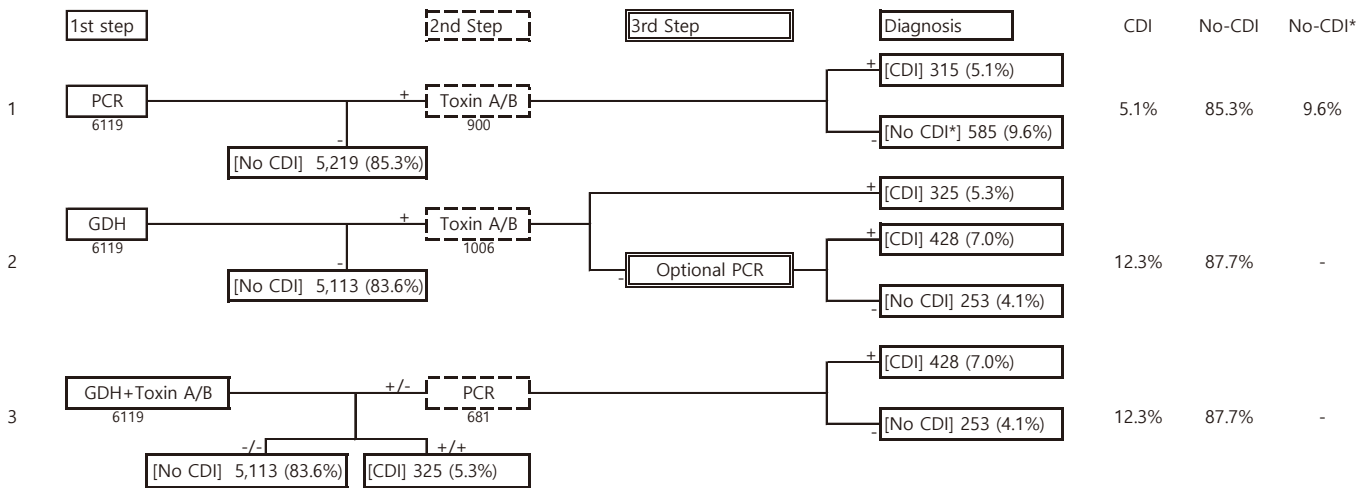 1st step 2nd Step 3rd Step Diagnosis CDI No-CDI No-CDI*
+ [CDI] 315 (5.1%)
1 PCR + Toxin A/B 5.1% 85.3% 9.6%
6119 900
- - [No CDI*] 585 (9.6%)
[No CDI] 5,219 (85.3%)
+ [CDI] 325 (5.3%)
GDH + Toxin A/B
6119 1006 + [CDI] 428 (7.0%)
2 - - Optional PCR 12.3% 87.7% -
[No CDI] 5,113 (83.6%) - [No CDI] 253 (4.1%)
+ [CDI] 428 (7.0%)
GDH+Toxin A/B +/- PCR
3 6119 681 - [No CDI] 253 (4.1%) 12.3% 87.7% -
-/- +/+
[No CDI] 5,113 (83.6%) [CDI] 325 (5.3%)